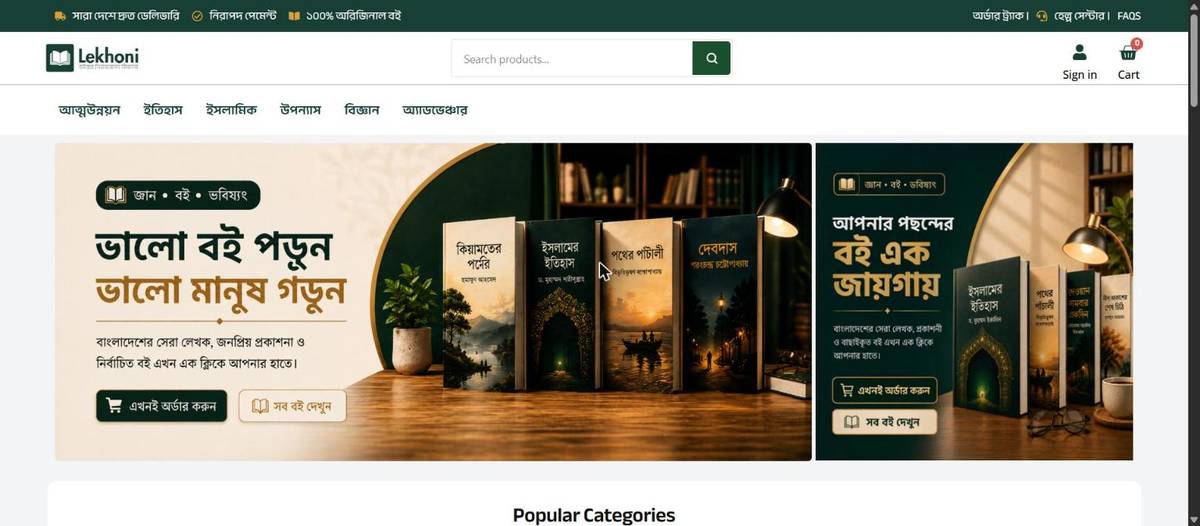 সারা দেশে দ্রুত ডেলিভারি নিরাপদ পেমেন্ট ১০০% অরিজিনাল বই অর্ডার ট্র্যাক | হেল্প সেন্টার | FAQS
Lekhoni
Search products...
0
Sign in Cart
আত্মউন্নয়ন ইতিহাস ইসলামিক উপন্যাস বিজ্ঞান অ্যাডভেঞ্চার
জ্ঞান • বই • ভবিষ্যৎ
ভালো বই পড়ুন
ভালো মানুষ গড়ুন
বাংলাদেশের সেরা লেখক, জনপ্রিয় প্রকাশনা ও
নির্বাচিত বই এখন এক ক্লিকে আপনার হাতে।
এখনই অর্ডার করুন সব বই দেখুন
কিয়ামতের
পর্মের
হুমায়ূন আহমেদ
ইসলামের
ইতিহাস
পথের পাঁচালী
বিভূতিভূষণ বন্দ্যোপাধ্যায়
দেবদাস
শরৎচন্দ্র চট্টোপাধ্যায়
জ্ঞান • বই • ভবিষ্যৎ
আপনার পছন্দের
বই এক
জায়গায়
বাংলাদেশের সেরা লেখক, প্রকাশনী
ও বাছাইকৃত বই এখন এক ক্লিকে
আপনার হাতে।
এখনই অর্ডার করুন
সব বই দেখুন
ইসলামের
ইতিহাস
পথের
পাঁচালী
Popular Categories